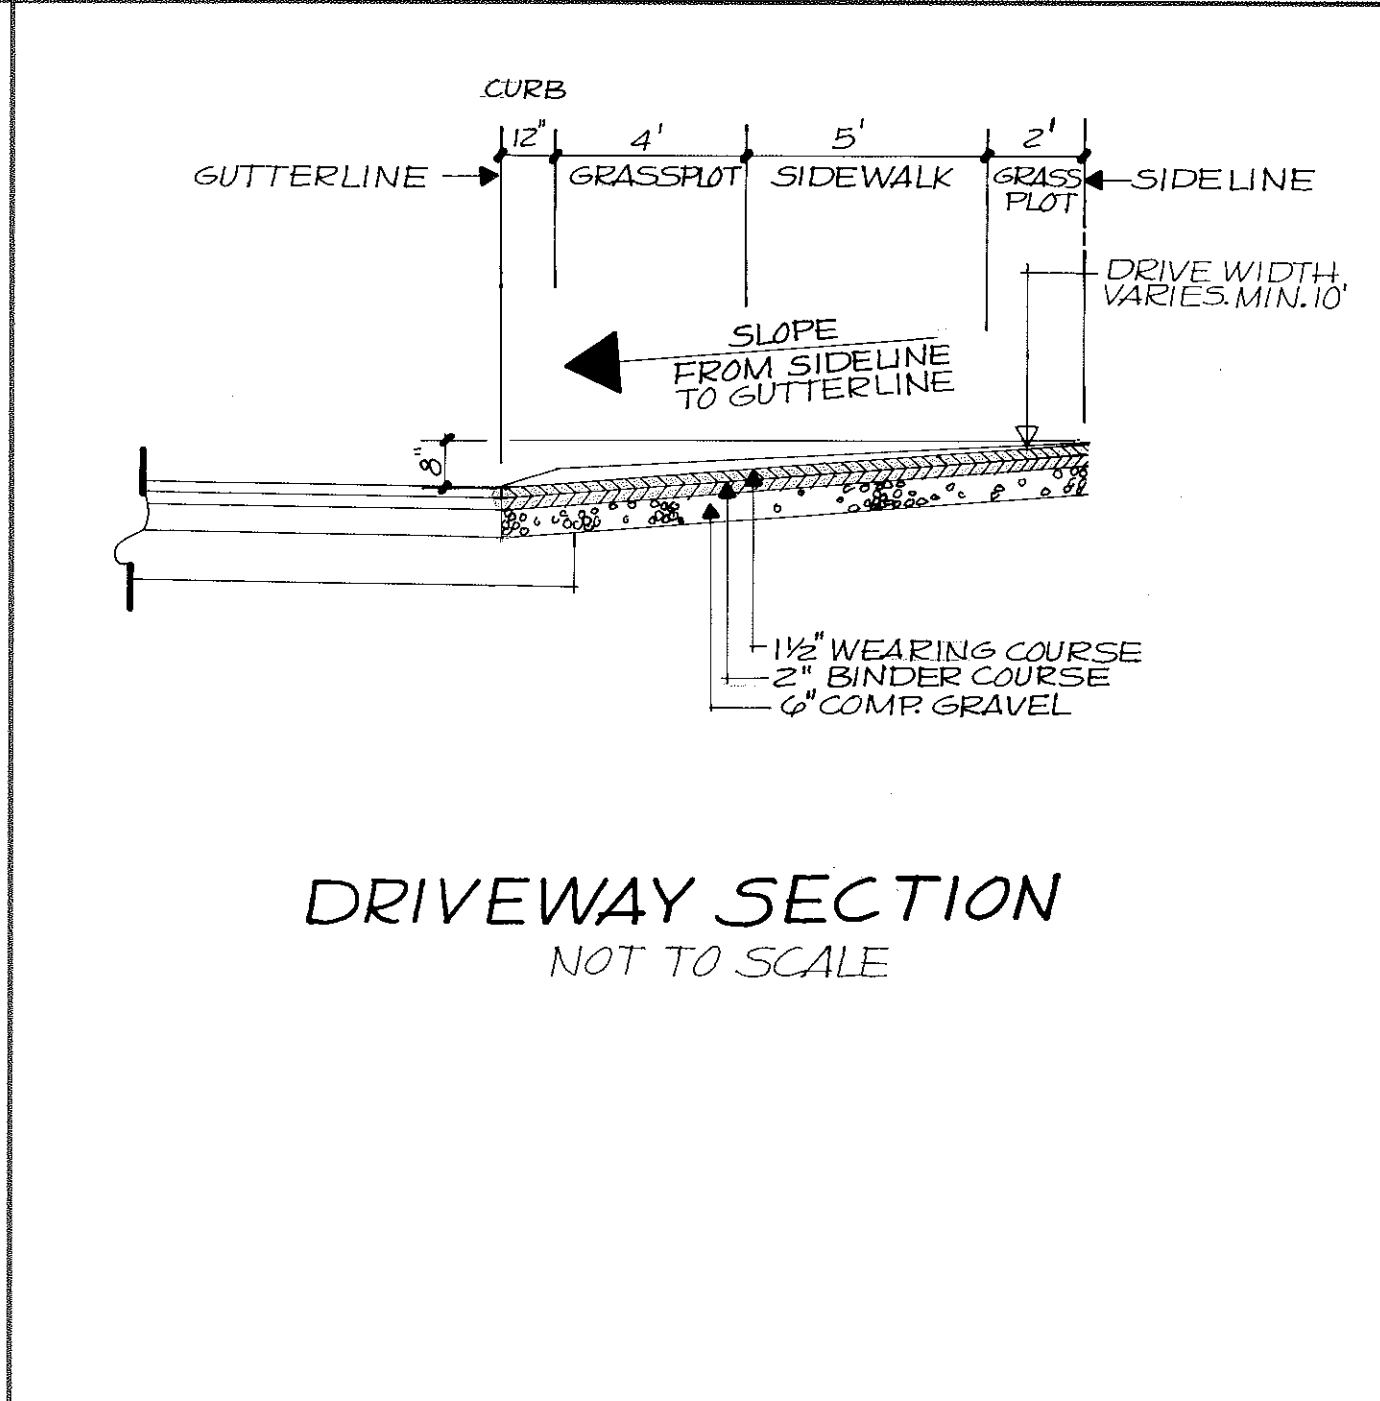 CURB
12" 4' 5' 2'
GUTTERLINE GRASSPLOT SIDEWALK GRASS PLOT SIDELINE
DRIVE WIDTH
VARIES. MIN. 10'
SLOPE
FROM SIDELINE
TO GUTTERLINE
8"
1½" WEARING COURSE
2" BINDER COURSE
6" COMP. GRAVEL
DRIVEWAY SECTION
NOT TO SCALE